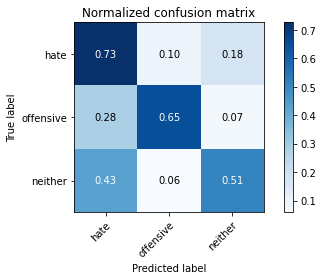 Normalized confusion matrix
True label
hate
0.73 0.10 0.18
offensive
0.28 0.65 0.07
neither
0.43 0.06 0.51
hate
offensive
neither
Predicted label
0.7
0.6
0.5
0.4
0.3
0.2
0.1